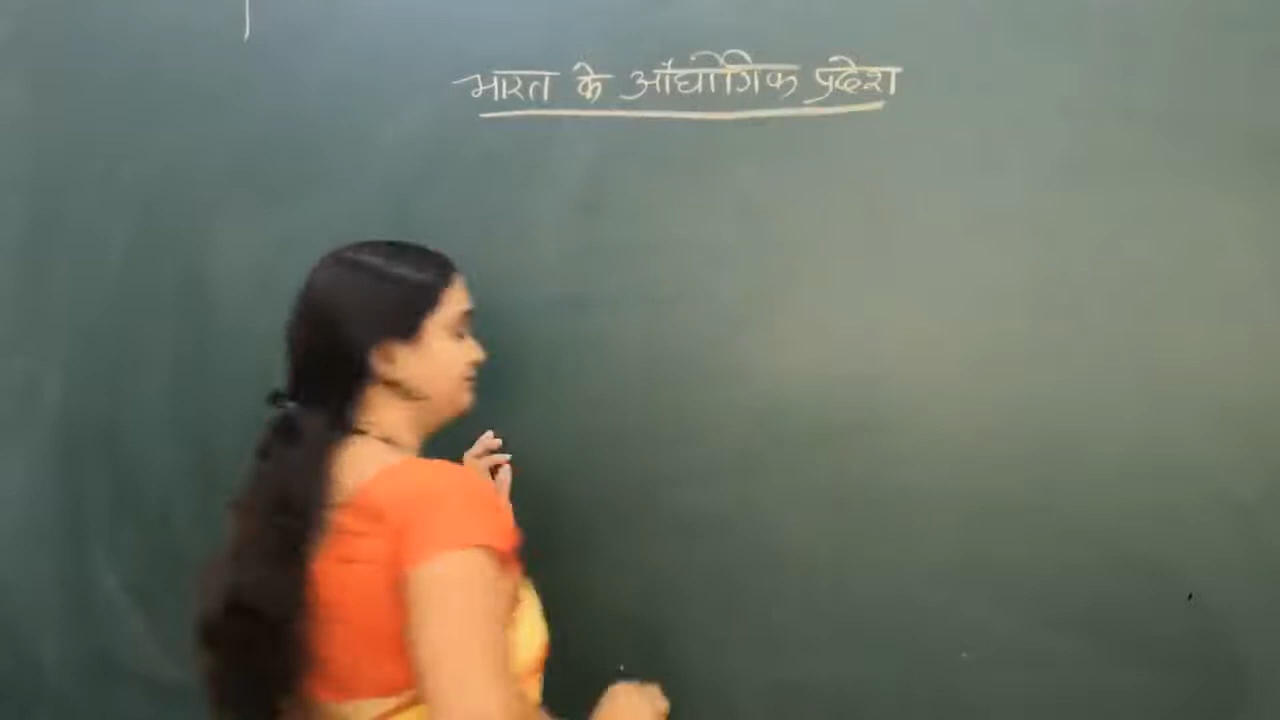 भारत के औद्योगिक प्रदेश